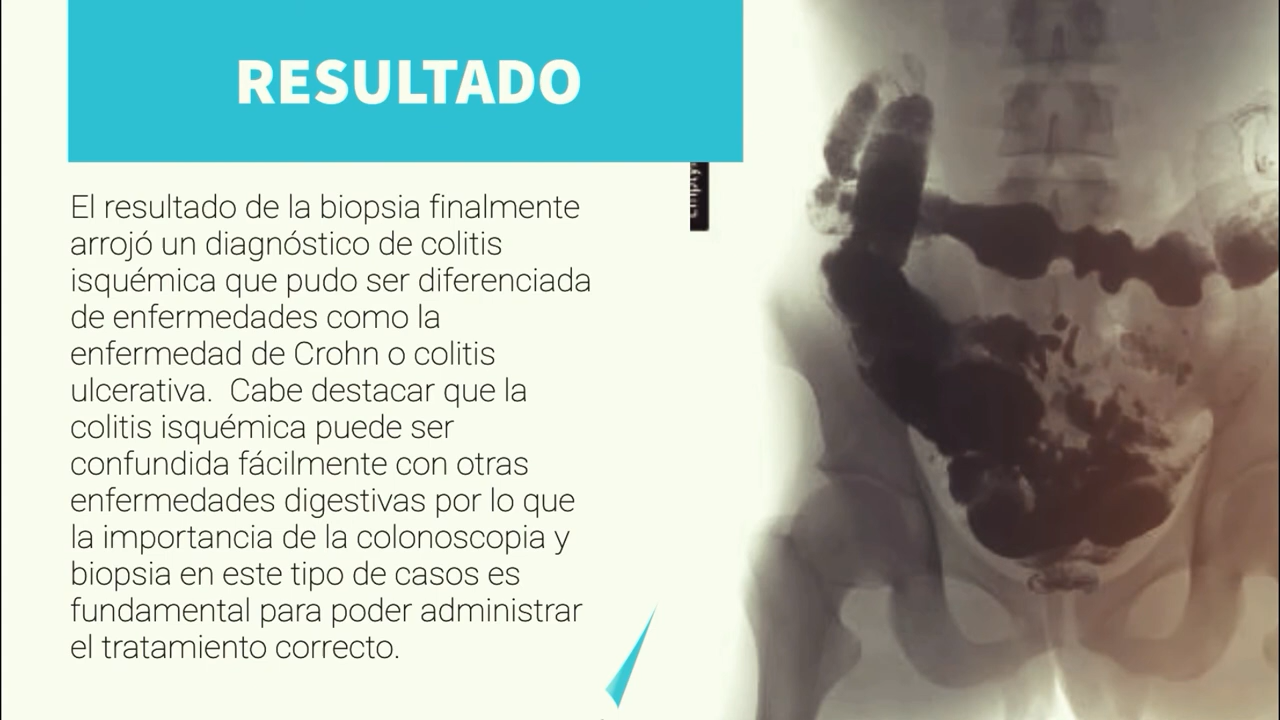 RESULTADO
El resultado de la biopsia finalmente
arrojó un diagnóstico de colitis
isquémica que pudo ser diferenciada
de enfermedades como la
enfermedad de Crohn o colitis
ulcerativa.  Cabe destacar que la
colitis isquémica puede ser
confundida fácilmente con otras
enfermedades digestivas por lo que
la importancia de la colonoscopia y
biopsia en este tipo de casos es
fundamental para poder administrar
el tratamiento correcto.